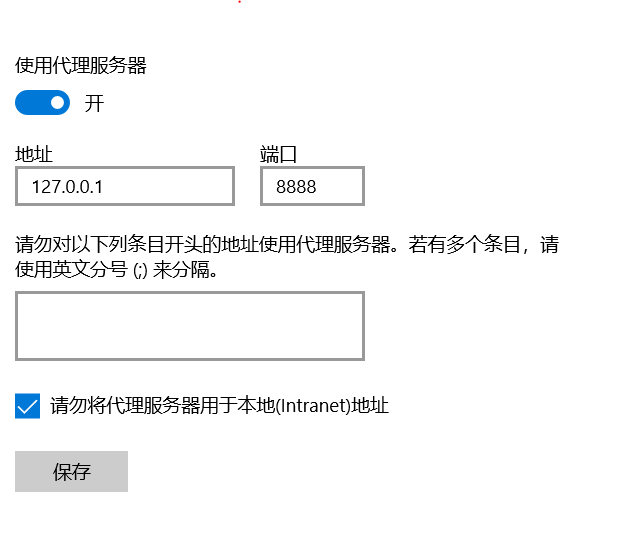 使用代理服务器
开
地址 端口
127.0.0.1 8888
请勿对以下列条目开头的地址使用代理服务器。若有多个条目，请
使用英文分号 (;) 来分隔。
请勿将代理服务器用于本地(Intranet)地址
保存